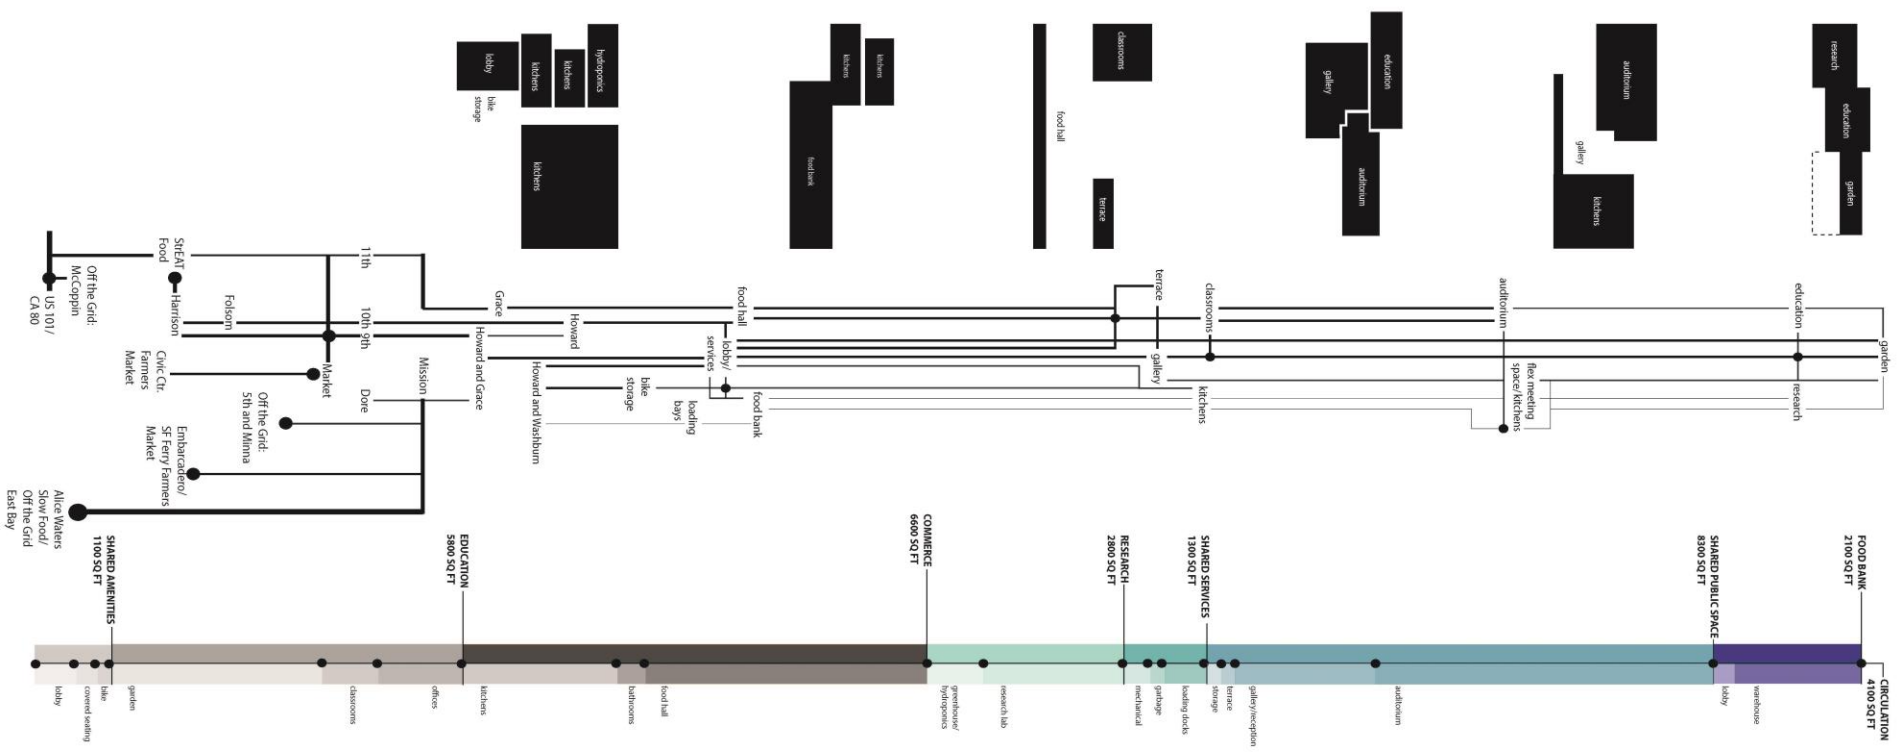 lobby
bike
storage
kitchens
kitchens
hydroponics
kitchens
kitchens
kitchens
food bank
food hall
classrooms
terrace
gallery
education
auditorium
auditorium
gallery
kitchens
research
education
garden
US 101/
CA 80
Off the Grid:
McCoppin
StrEAT
Food
Harrison
Folsom
Civic Ctr.
Farmers
Market
Market
11th
10th
9th
Dore
Mission
Off the Grid:
5th and Minna
Embarcadero/
SF Ferry Farmers
Market
Alice Waters
Slow Food/
Off the Grid
East Bay
Grace
Howard and Grace
Howard
Howard and Washburn
bike
storage
loading
bays
lobby/
services
food hall
food bank
terrace
gallery
classrooms
kitchens
auditorium
flex meeting
space/kitchens
education
research
garden
SHARED AMENITIES
1100 SQ FT
EDUCATION
5800 SQ FT
COMMERCE
6600 SQ FT
RESEARCH
2800 SQ FT
SHARED SERVICES
1300 SQ FT
SHARED PUBLIC SPACE
8300 SQ FT
FOOD BANK
2100 SQ FT
CIRCULATION
4100 SQ FT
lobby
covered seating
bike
garden
classrooms
offices
kitchens
bathrooms
food hall
greenhouse/
hydroponics
research lab
mechanical
garbage
loading docks
storage
terrace
gallery/reception
auditorium
lobby
warehouse